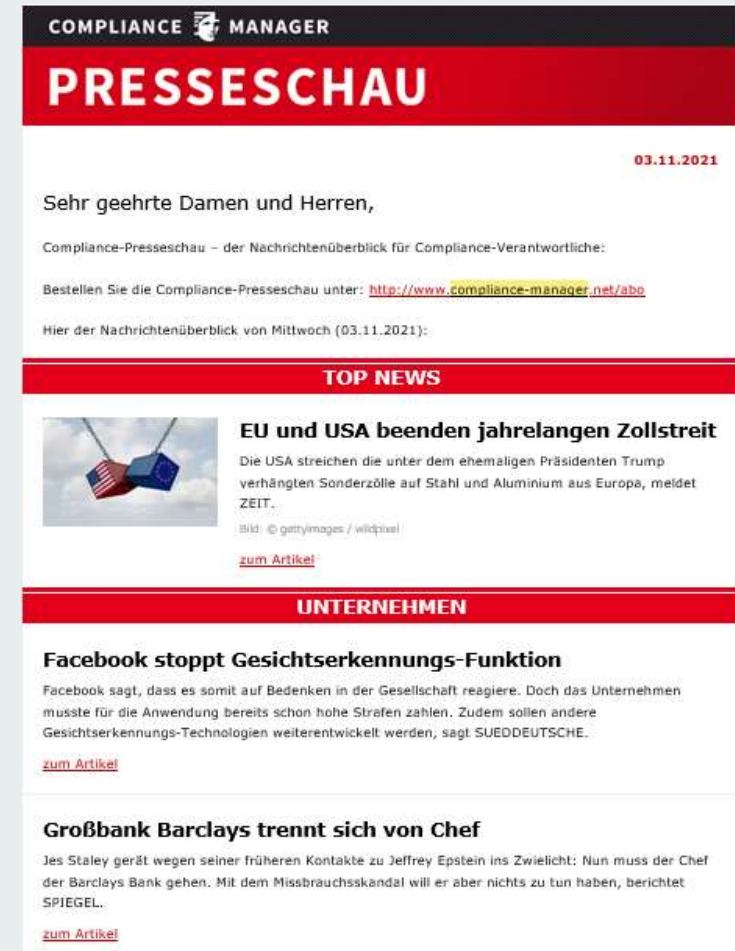 COMPLIANCE MANAGER
PRESSESCHAU
03.11.2021
Sehr geehrte Damen und Herren,
Compliance-Presseschau – der Nachrichtenüberblick für Compliance-Verantwortliche:
Bestellen Sie die Compliance-Presseschau unter: http://www.compliance-manager.net/abo
Hier der Nachrichtenüberblick von Mittwoch (03.11.2021):
TOP NEWS
EU und USA beenden jahrelangen Zollstreit
Die USA streichen die unter dem ehemaligen Präsidenten Trump
verhängten Sonderzölle auf Stahl und Aluminium aus Europa, meldet
ZEIT.
Bild: © gettyimages / wildpixel
zum Artikel
UNTERNEHMEN
Facebook stoppt Gesichtserkennungs-Funktion
Facebook sagt, dass es somit auf Bedenken in der Gesellschaft reagiere. Doch das Unternehmen
musste für die Anwendung bereits schon hohe Strafen zahlen. Zudem sollen andere
Gesichtserkennungs-Technologien weiterentwickelt werden, sagt SUEDDEUTSCHE.
zum Artikel
Großbank Barclays trennt sich von Chef
Jes Staley gerät wegen seiner früheren Kontakte zu Jeffrey Epstein ins Zwielicht: Nun muss der Chef
der Barclays Bank gehen. Mit dem Missbrauchsskandal will er aber nichts zu tun haben, berichtet
SPIEGEL.
zum Artikel